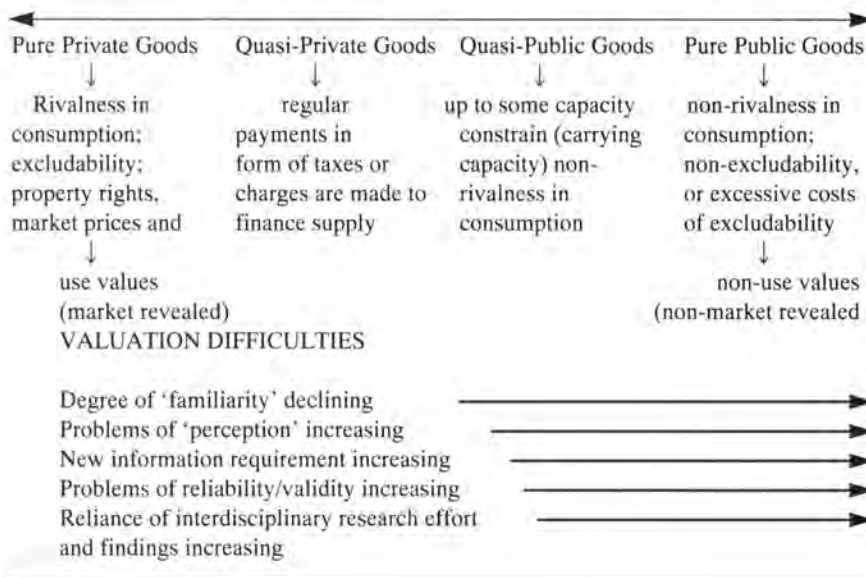 Pure Private Goods Quasi-Private Goods Quasi-Public Goods Pure Public Goods
↓ ↓ ↓ ↓
Rivalness in regular up to some capacity non-rivalness in
consumption; payments in constrain (carrying consumption;
excludability; form of taxes or capacity) non- non-excludability,
property rights, charges are made to rivalness in or excessive costs
market prices and finance supply consumption of excludability
↓ ↓
use values non-use values
(market revealed) (non-market revealed
VALUATION DIFFICULTIES
Degree of ‘familiarity’ declining
Problems of ‘perception’ increasing
New information requirement increasing
Problems of reliability/validity increasing
Reliance of interdisciplinary research effort
and findings increasing